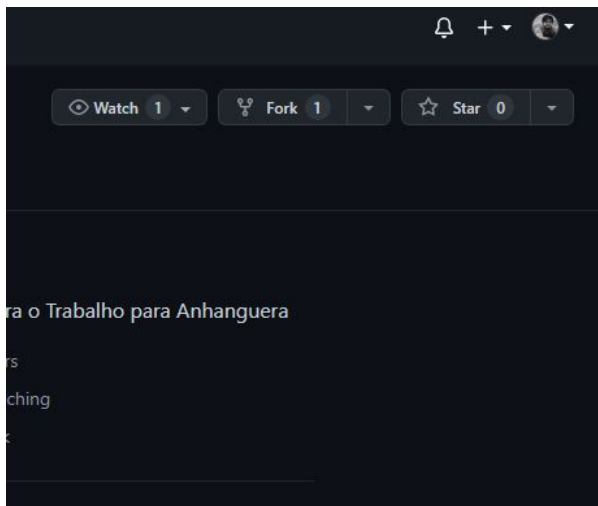 Watch 1
Fork 1
Star 0
ra o Trabalho para Anhanguera
rs
ching